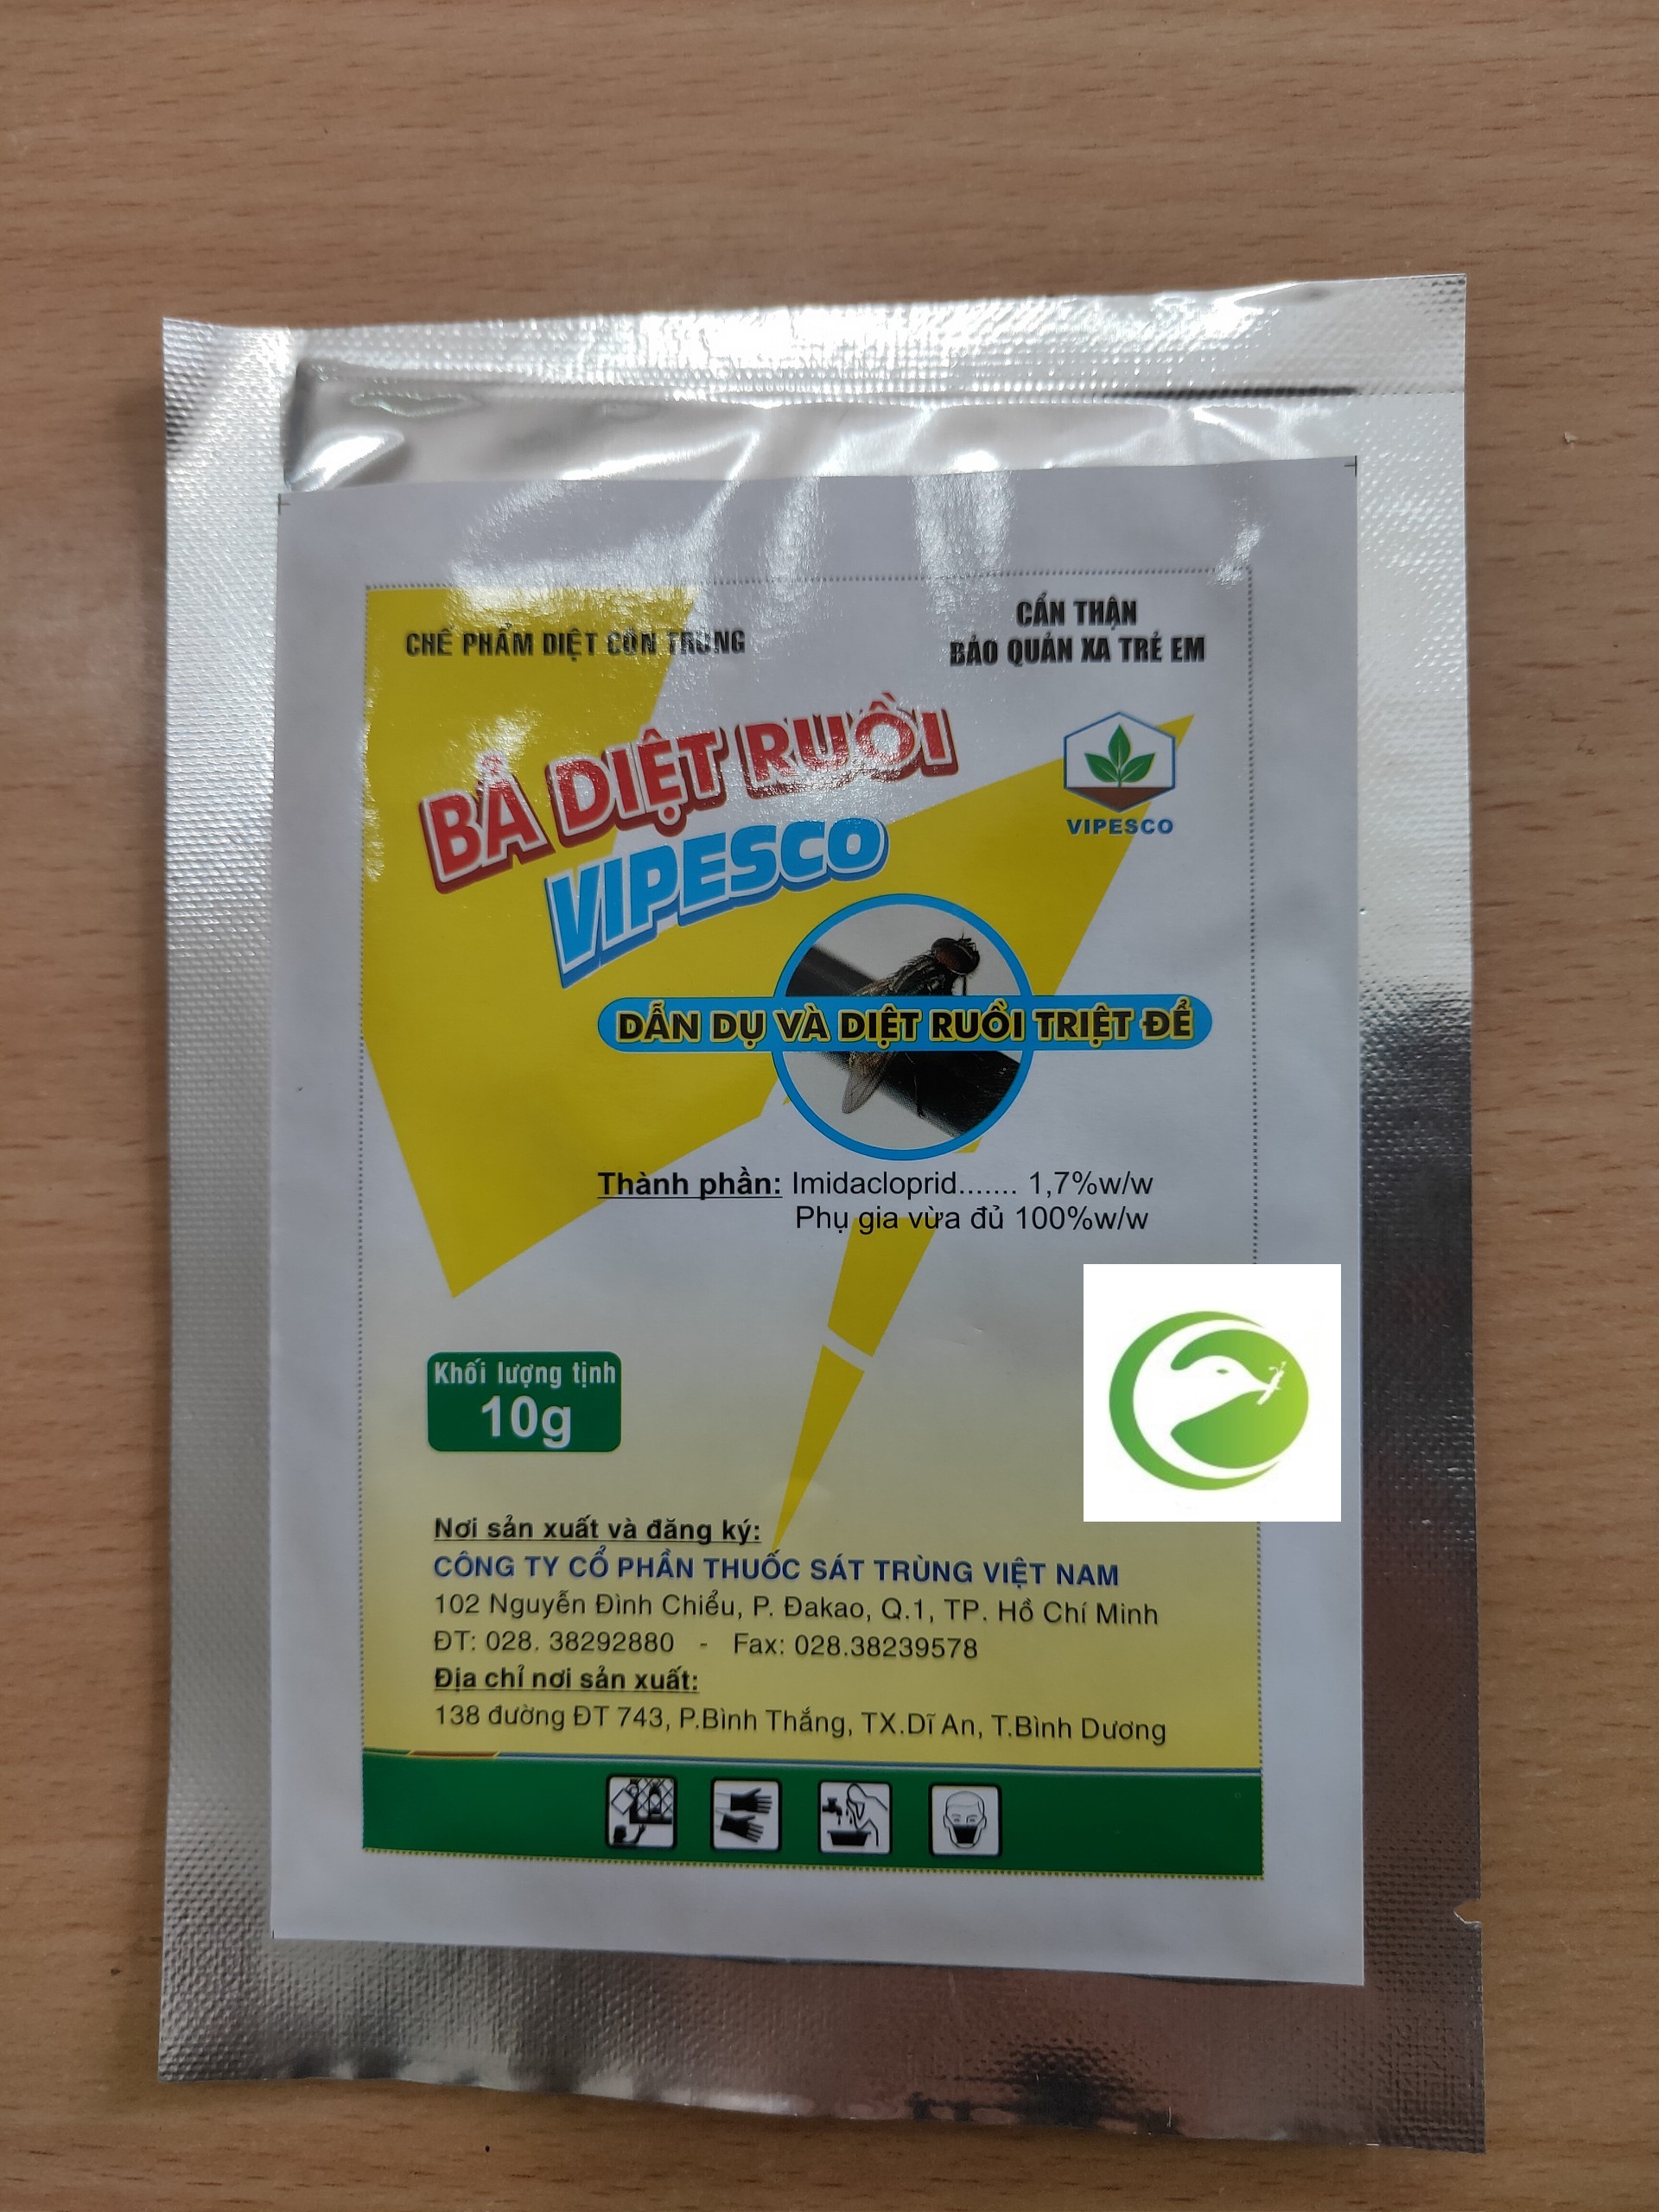 CHẾ PHẨM DIỆT CÔN TRÙNG
CẨN THẬN
BẢO QUẢN XA TRẺ EM
BẢ DIỆT RUỒI
VIPESCO
VIPESCO
DẪN DỤ VÀ DIỆT RUỒI TRIỆT ĐỂ
Thành phần: Imidacloprid....... 1,7%w/w
Phụ gia vừa đủ 100%w/w
Khối lượng tịnh
10g
Nơi sản xuất và đăng ký:
CÔNG TY CỔ PHẦN THUỐC SÁT TRÙNG VIỆT NAM
102 Nguyễn Đình Chiểu, P. Đakao, Q.1, TP. Hồ Chí Minh
ĐT: 028. 38292880 - Fax: 028.38239578
Địa chỉ nơi sản xuất:
138 đường ĐT 743, P.Bình Thắng, TX.Dĩ An, T.Bình Dương